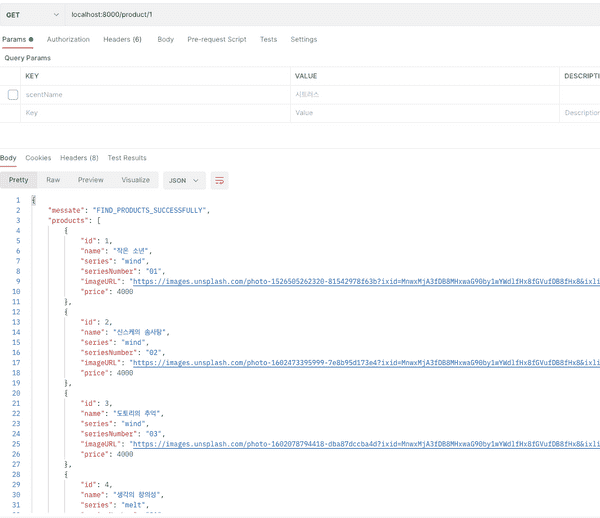 GET localhost:8000/product/1
Params Authorization Headers (6) Body Pre-request Script Tests Settings
Query Params
KEY VALUE DESCRIPTI
scentName 시트러스
Key Value Description
Body Cookies Headers (8) Test Results
Pretty Raw Preview Visualize JSON
1 {
2 "messate": "FIND_PRODUCTS_SUCCESSFULLY",
3 "products": [
4 {
5 "id": 1,
6 "name": "작은 소년",
7 "series": "wind",
8 "seriesNumber": "01",
9 "imageURL": "https://images.unsplash.com/photo-1526505262320-81542978f63b?ixid=MnwxMjA3fDB8MHxwaG90by1wYWdlfHx8fGVufDB8fHx8&ixli
10 "price": 4000
11 },
12 {
13 "id": 2,
14 "name": "신스케의 솜사탕",
15 "series": "wind",
16 "seriesNumber": "02",
17 "imageURL": "https://images.unsplash.com/photo-1602473395999-7e8b95d173e4?ixid=MnwxMjA3fDB8MHxwaG90by1wYWdlfHx8fGVufDB8fHx8&ixli
18 "price": 4000
19 },
20 {
21 "id": 3,
22 "name": "도토리의 추억",
23 "series": "wind",
24 "seriesNumber": "03",
25 "imageURL": "https://images.unsplash.com/photo-1602078794418-dba87dccba4d?ixid=MnwxMjA3fDB8MHxwaG90by1wYWdlfHx8fGVufDB8fHx8&ixli
26 "price": 4000
27 },
28 {
29 "id": 4,
30 "name": "생각의 창의성",
31 "series": "melt",